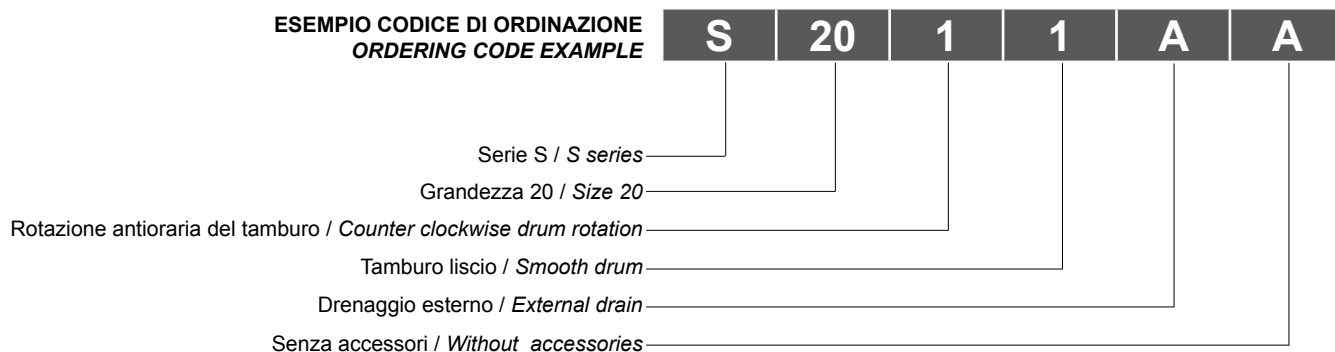 ESEMPIO CODICE DI ORDINAZIONE
ORDERING CODE EXAMPLE
S 20 1 1 A A
Serie S / S series
Grandezza 20 / Size 20
Rotazione antioraria del tamburo / Counter clockwise drum rotation
Tamburo liscio / Smooth drum
Drenaggio esterno / External drain
Senza accessori / Without accessories